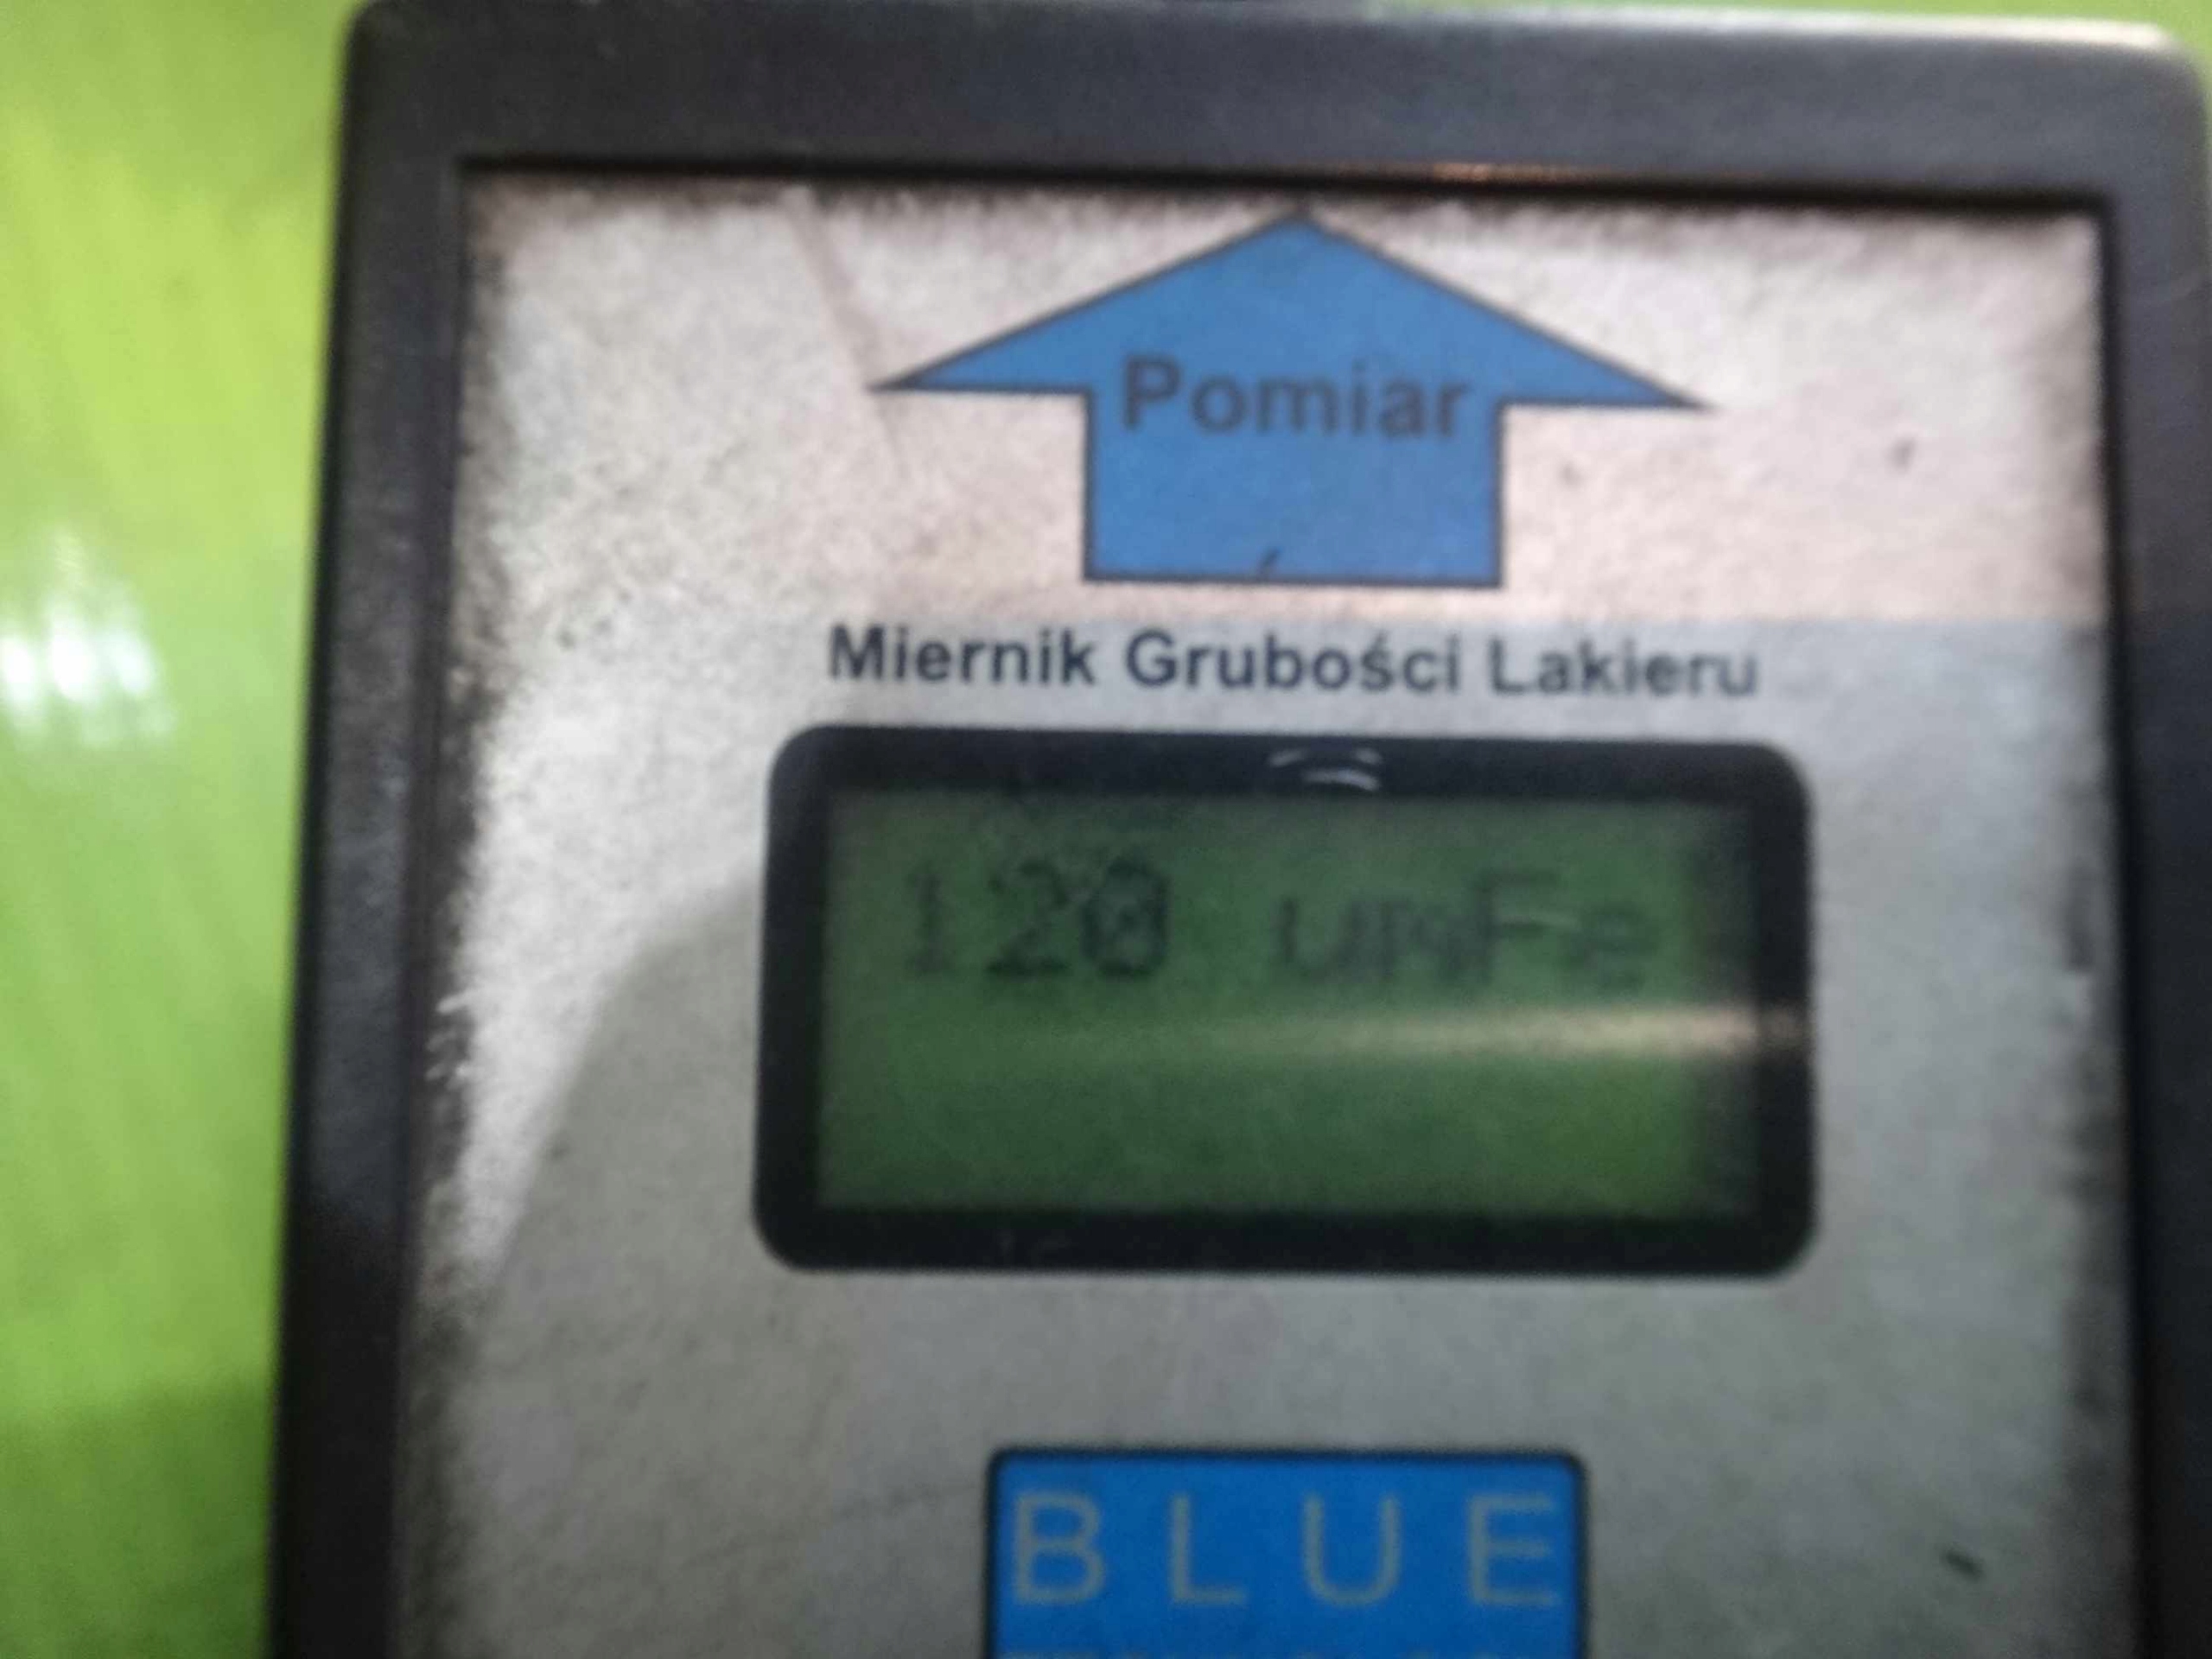 Pomiar
Miernik Grubości Lakieru
120 umFe
BLUE